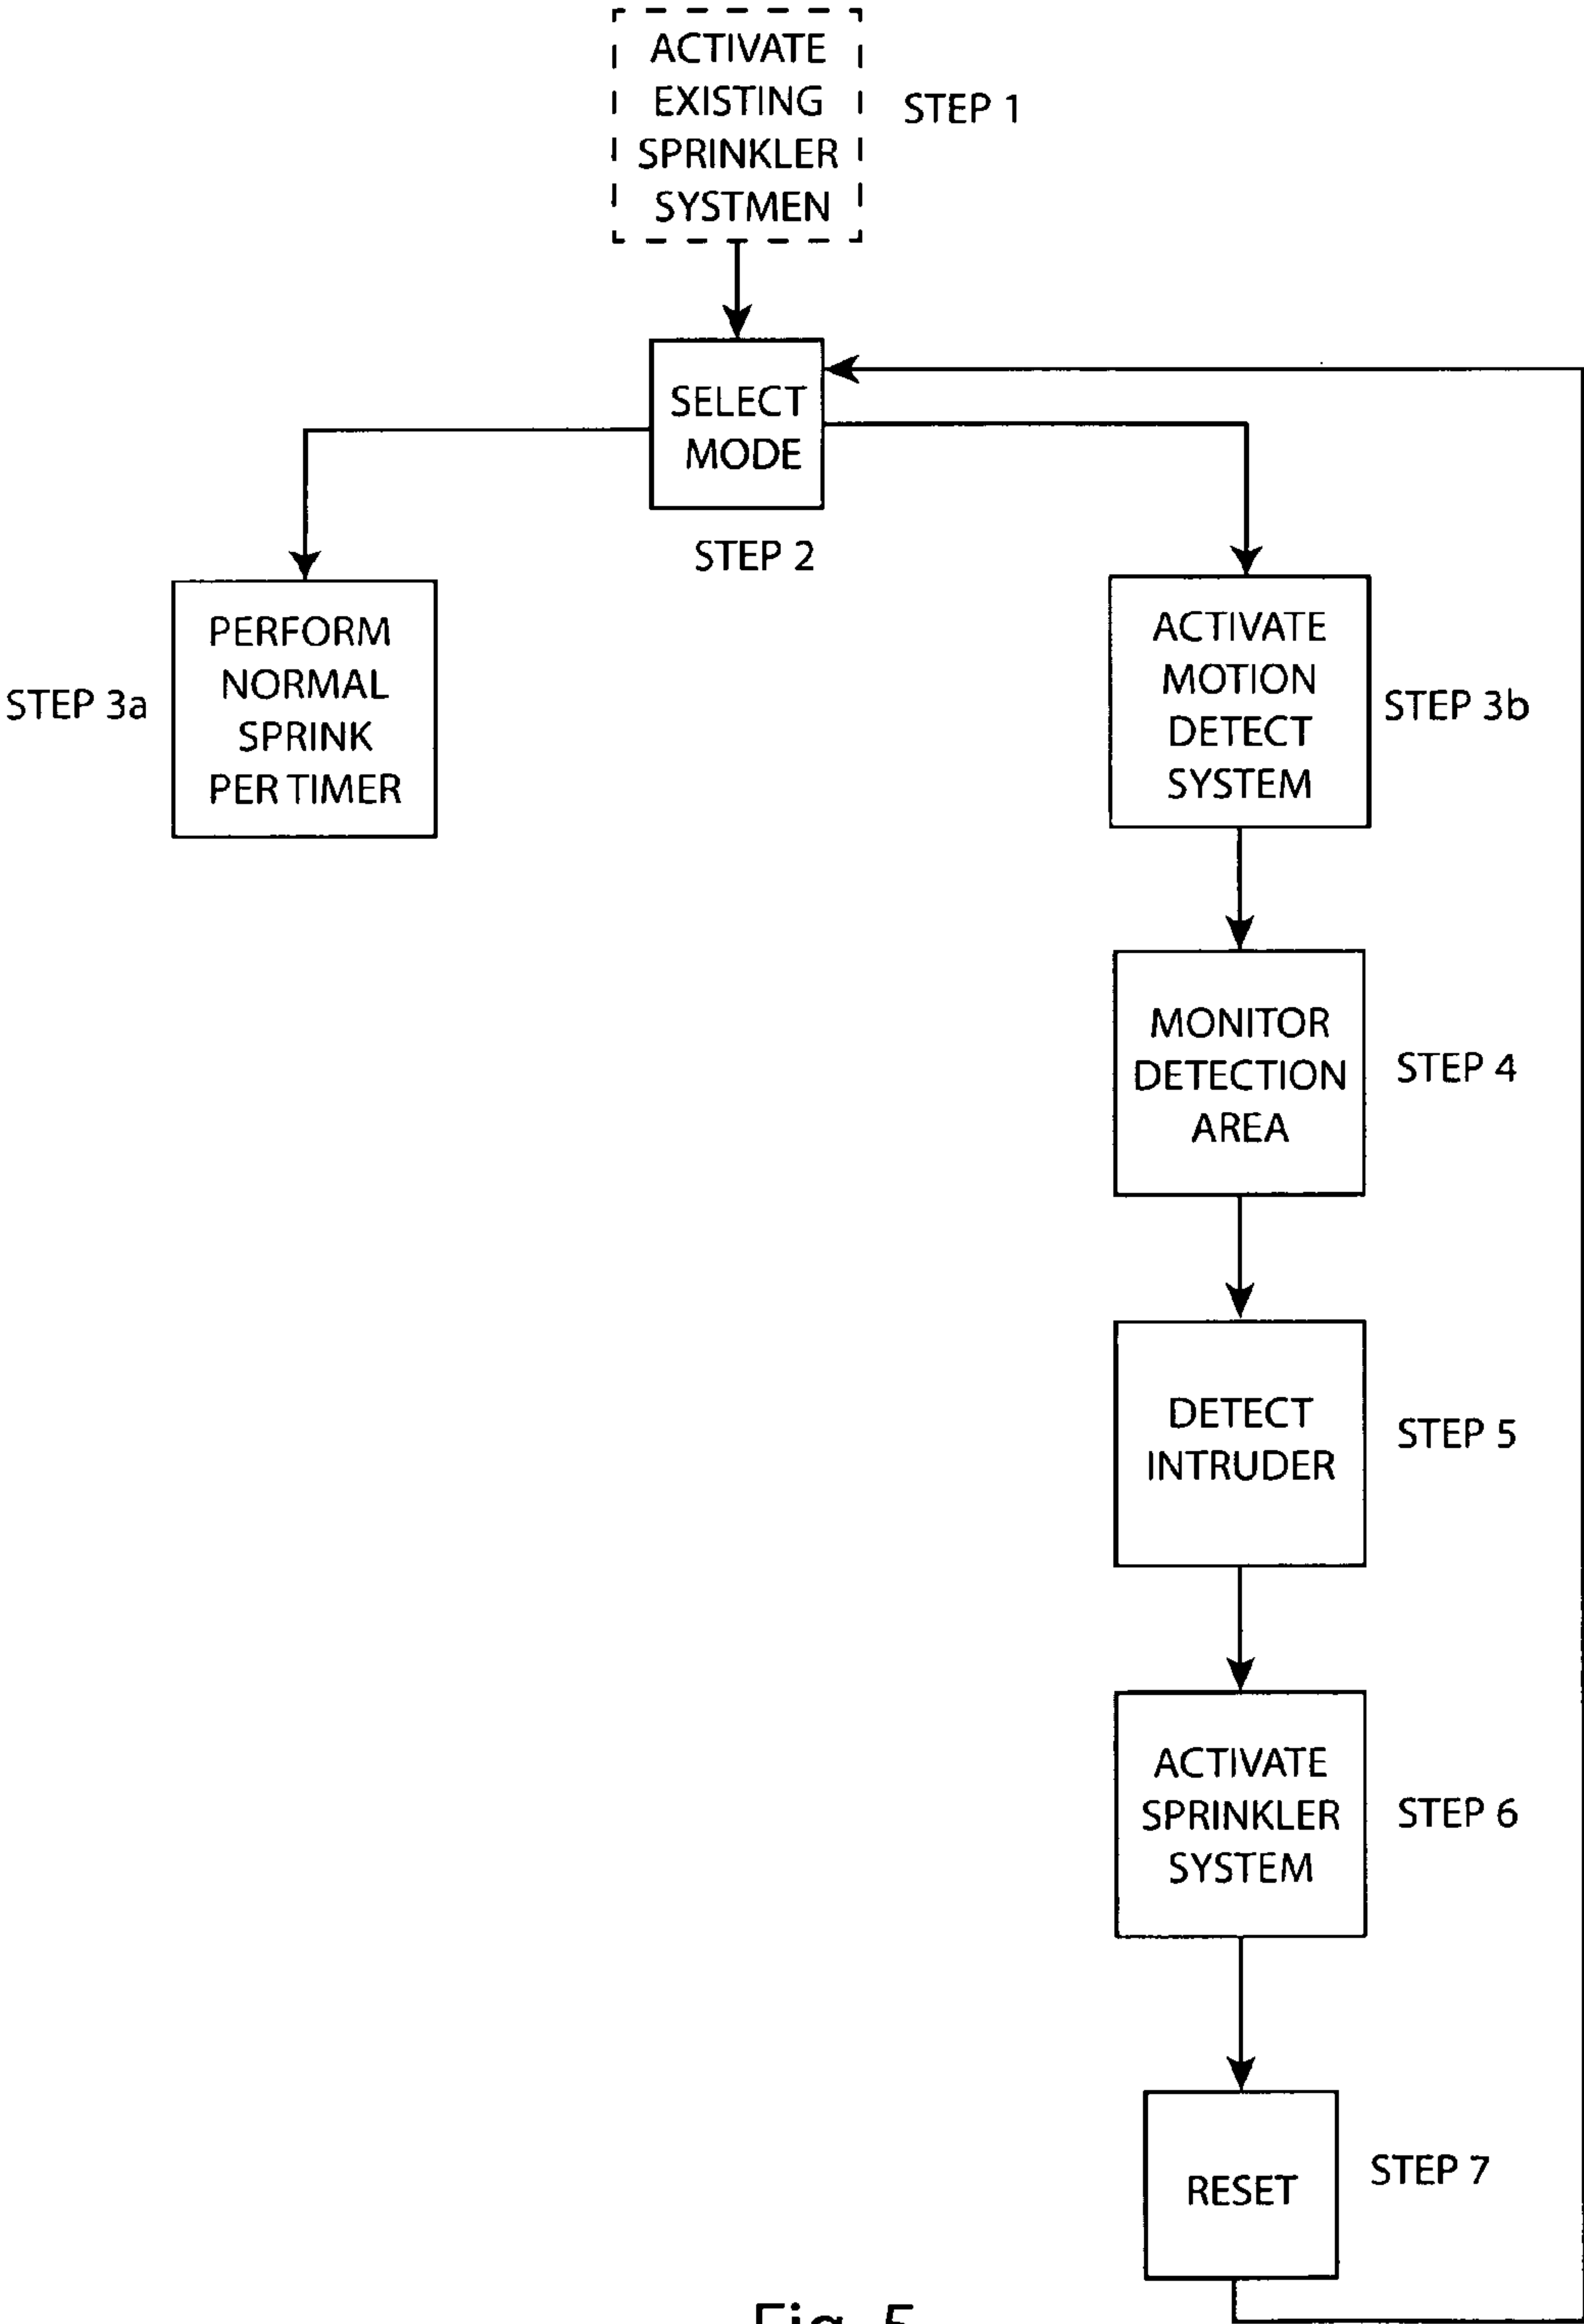 ACTIVATE
EXISTING
SPRINKLER
SYSTMEN
STEP 1
SELECT
MODE
STEP 2
STEP 3a
PERFORM
NORMAL
SPRINK
PER TIMER
ACTIVATE
MOTION
DETECT
SYSTEM
STEP 3b
MONITOR
DETECTION
AREA
STEP 4
DETECT
INTRUDER
STEP 5
ACTIVATE
SPRINKLER
SYSTEM
STEP 6
RESET
STEP 7
Fig. 5